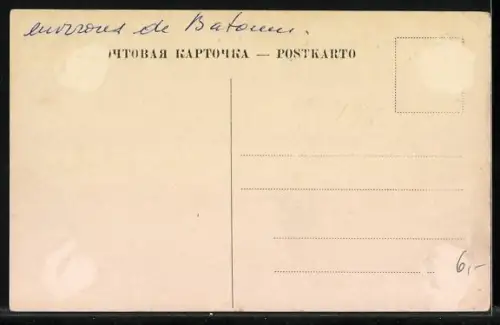 environs de Batoum.
ОЧТОВАЯ КАРТОЧКА — POSTKARTO
6,-